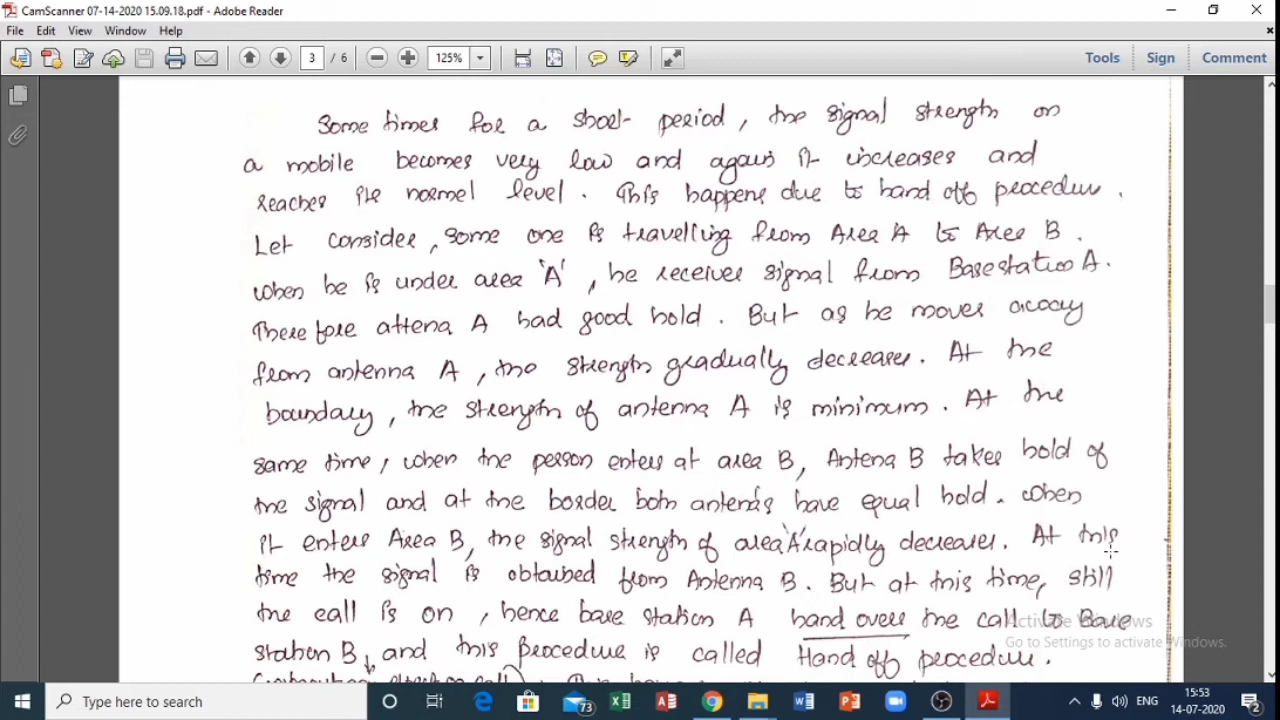 CamScanner 07-14-2020 15.09.18.pdf - Adobe Reader
File Edit View Window Help
3 / 6 125% Tools Sign Comment
Some times for a short period, the signal strength on
a mobile becomes very low and again it increases and
reaches its normel level. This happens due to hand off procedure.
Let consider, some one is travelling from Area A to Area B.
when he is under area 'A', he receives signal from Base station A.
Therefore attena A had good hold. But as he moves away
from antenna A, the strength gradually decreases. At the
boundary, the strength of antenna A is minimum. At the
same time, when the person enters at area B, Antena B takes hold of
the signal and at the border both antena's have equal hold. When
it enters Area B, the signal strength of area 'A' rapidly decreases. At this
time the signal is obtained from Antenna B. But at this time, still
the call is on, hence base station A hand overs the call to Base
station B, and this procedure is called Hand off procedure.
Activate Windows
Go to Settings to activate Windows.
Type here to search
73
ENG
15:53
14-07-2020
2